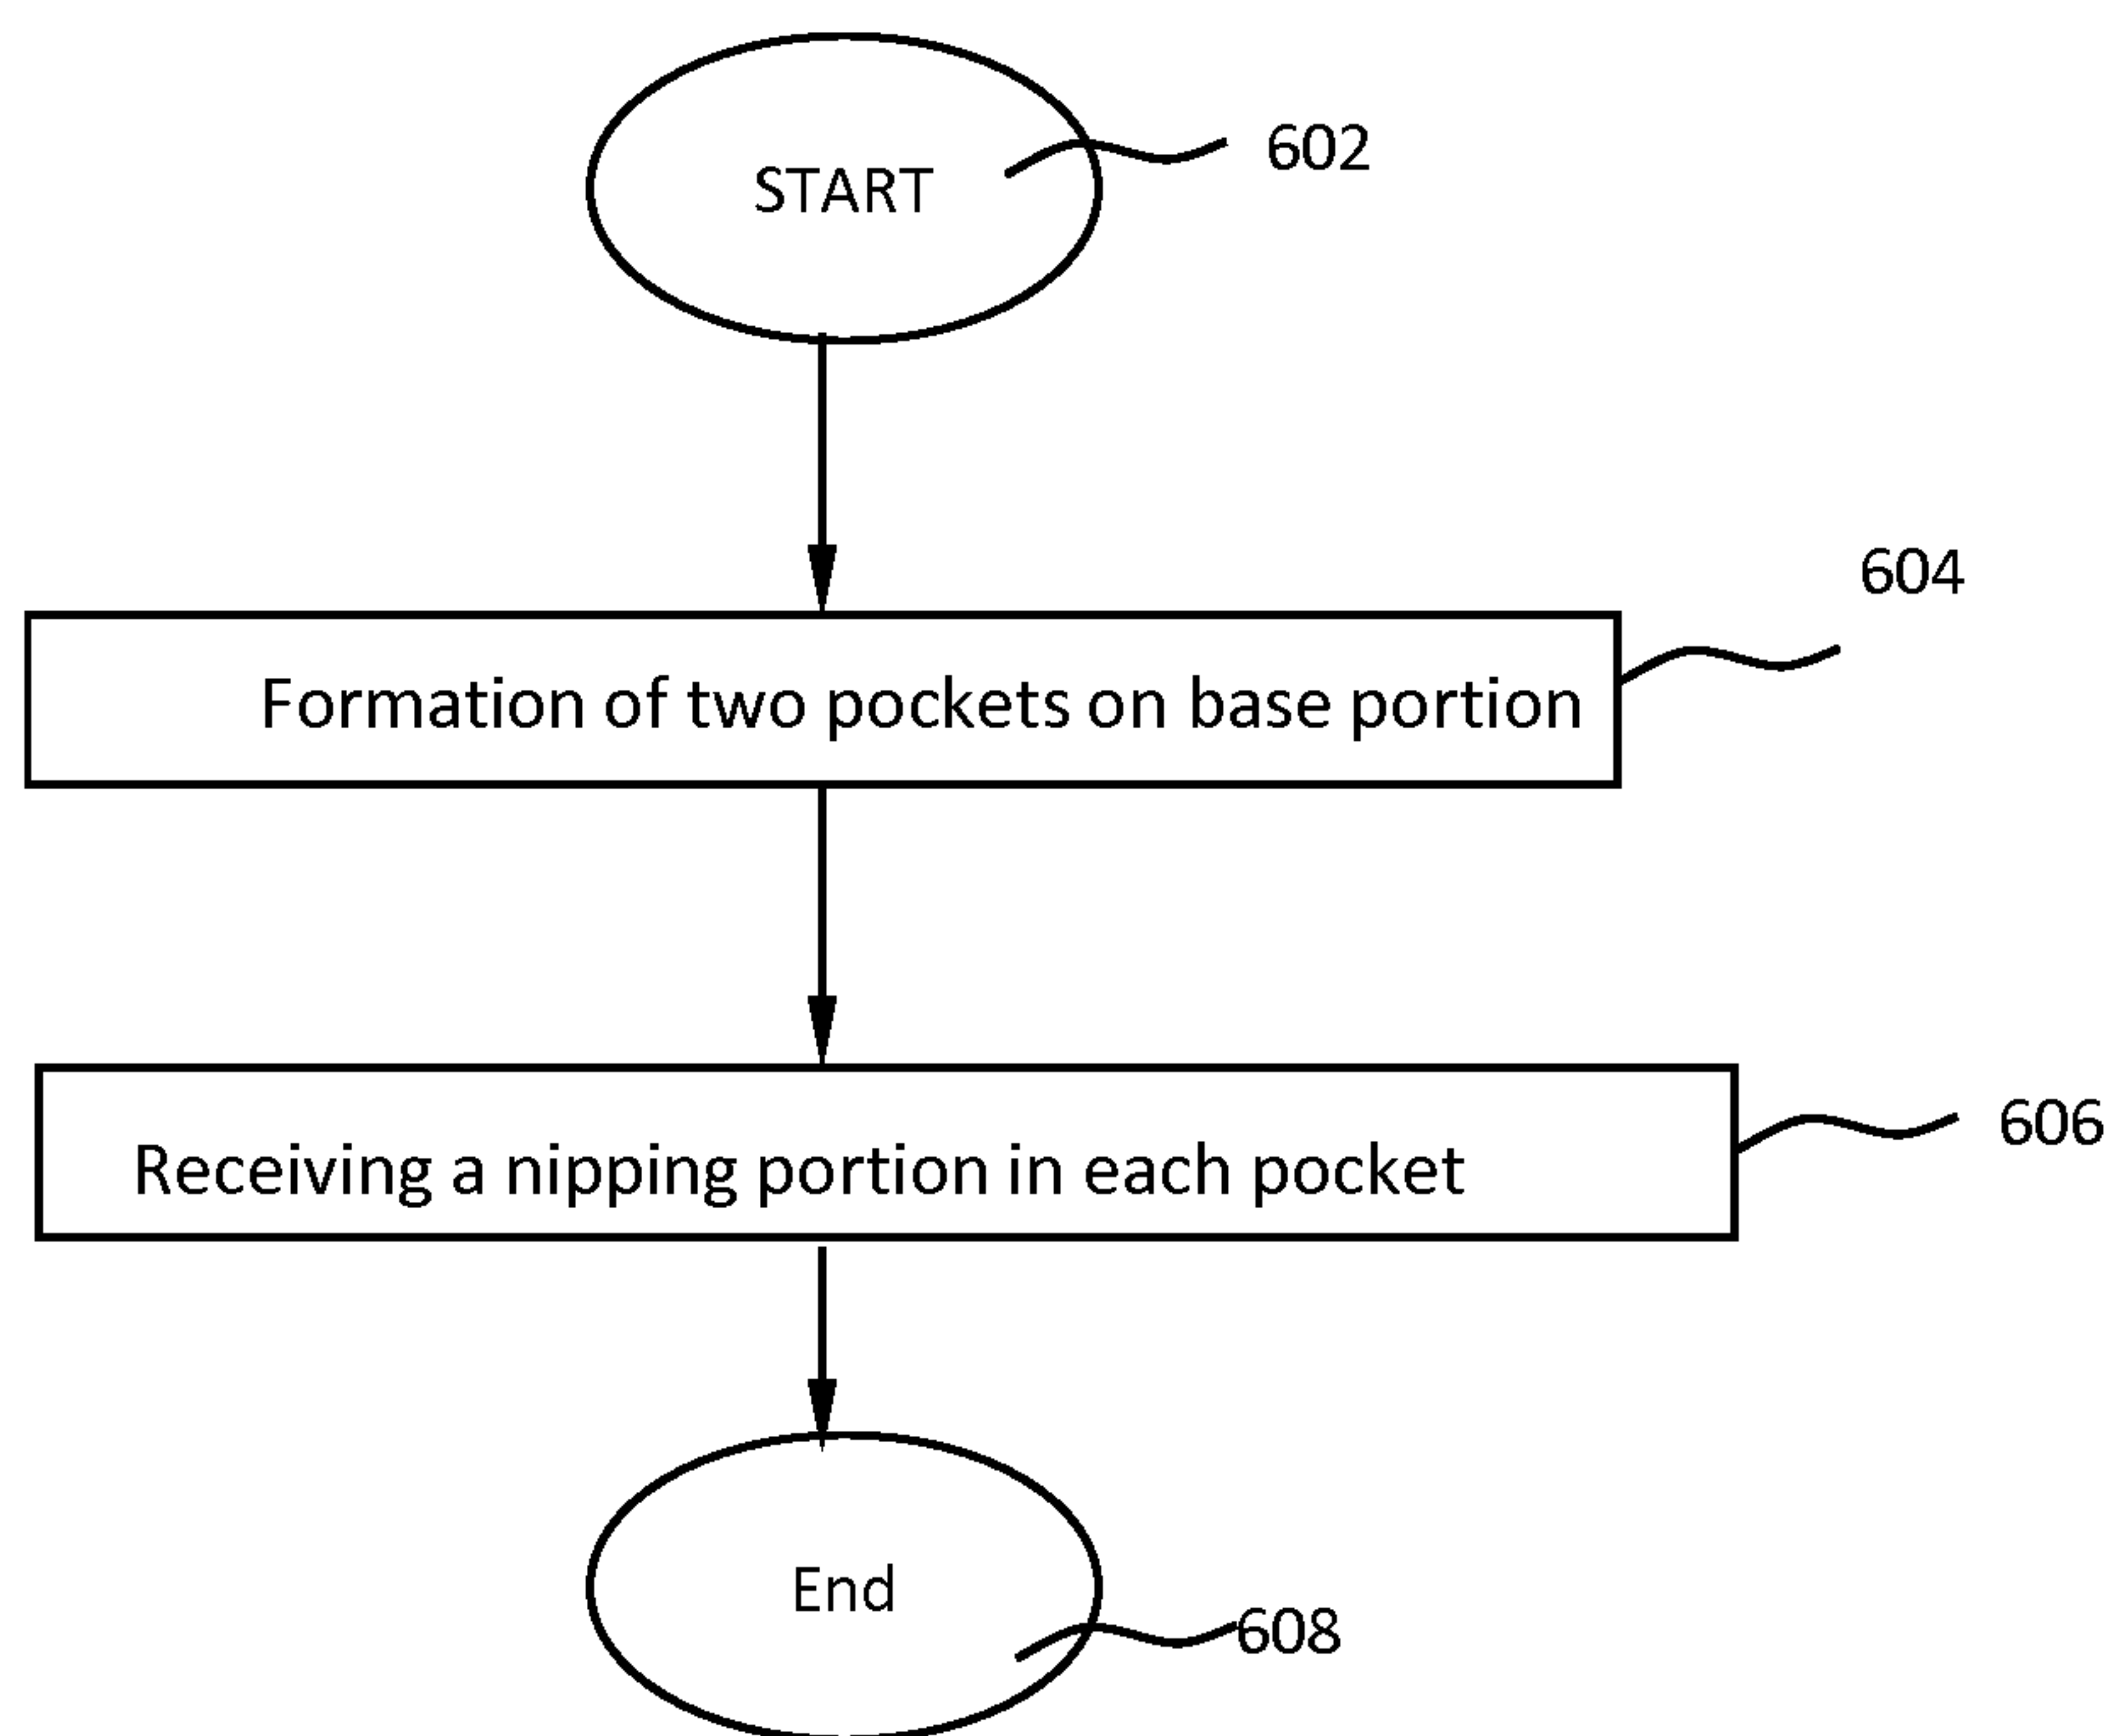 START
602
604
Formation of two pockets on base portion
606
Receiving a nipping portion in each pocket
End
608